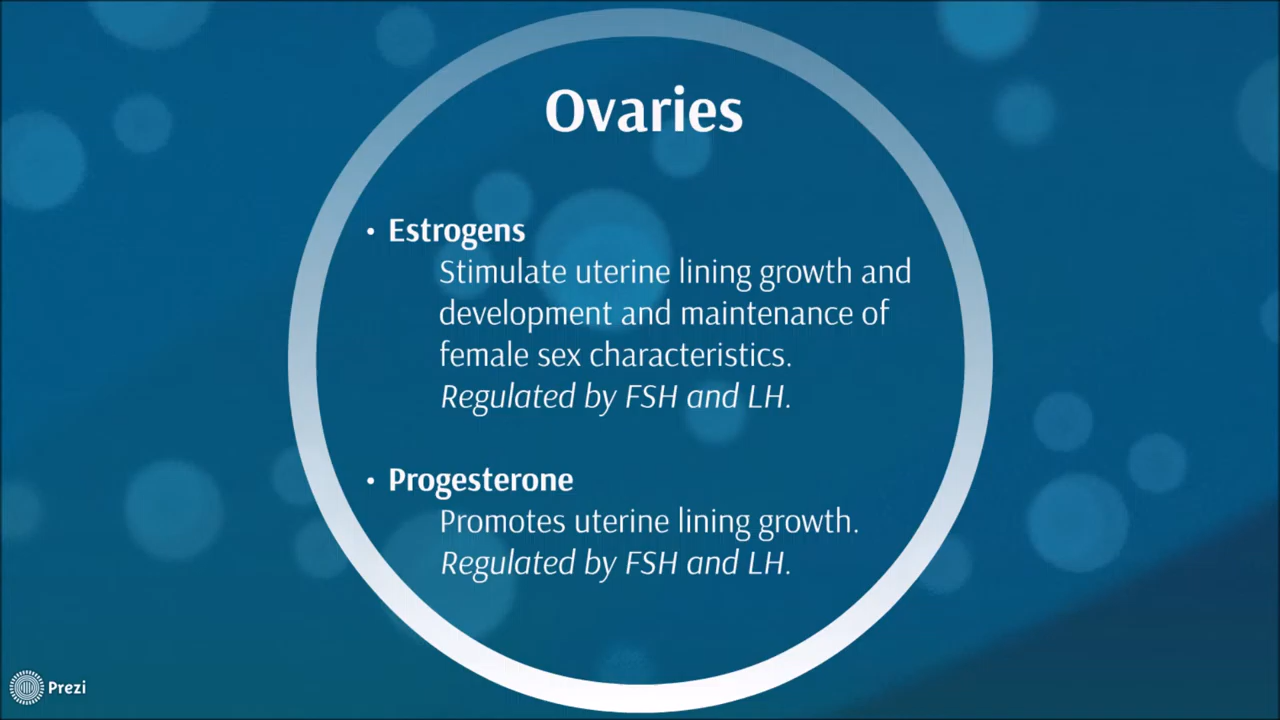 Ovaries
• Estrogens
Stimulate uterine lining growth and
development and maintenance of
female sex characteristics.
Regulated by FSH and LH.
• Progesterone
Promotes uterine lining growth.
Regulated by FSH and LH.
Prezi